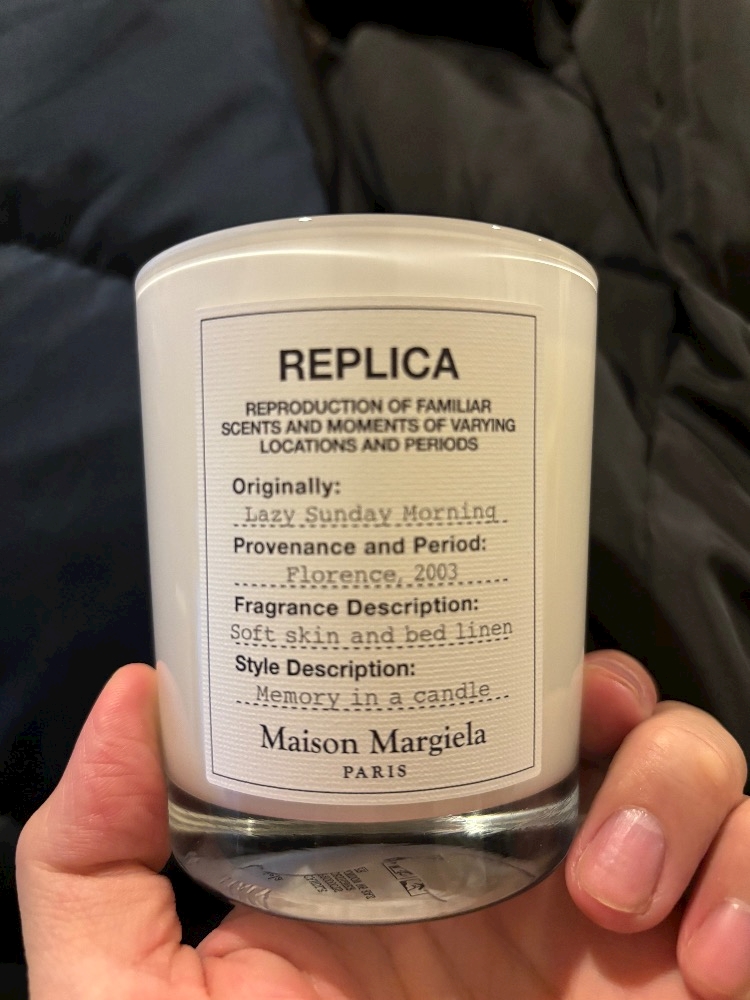 REPLICA
REPRODUCTION OF FAMILIAR
SCENTS AND MOMENTS OF VARYING
LOCATIONS AND PERIODS
Originally:
Lazy Sunday Morning
Provenance and Period:
Florence, 2003
Fragrance Description:
Soft skin and bed linen
Style Description:
Memory in a candle
Maison Margiela
PARIS